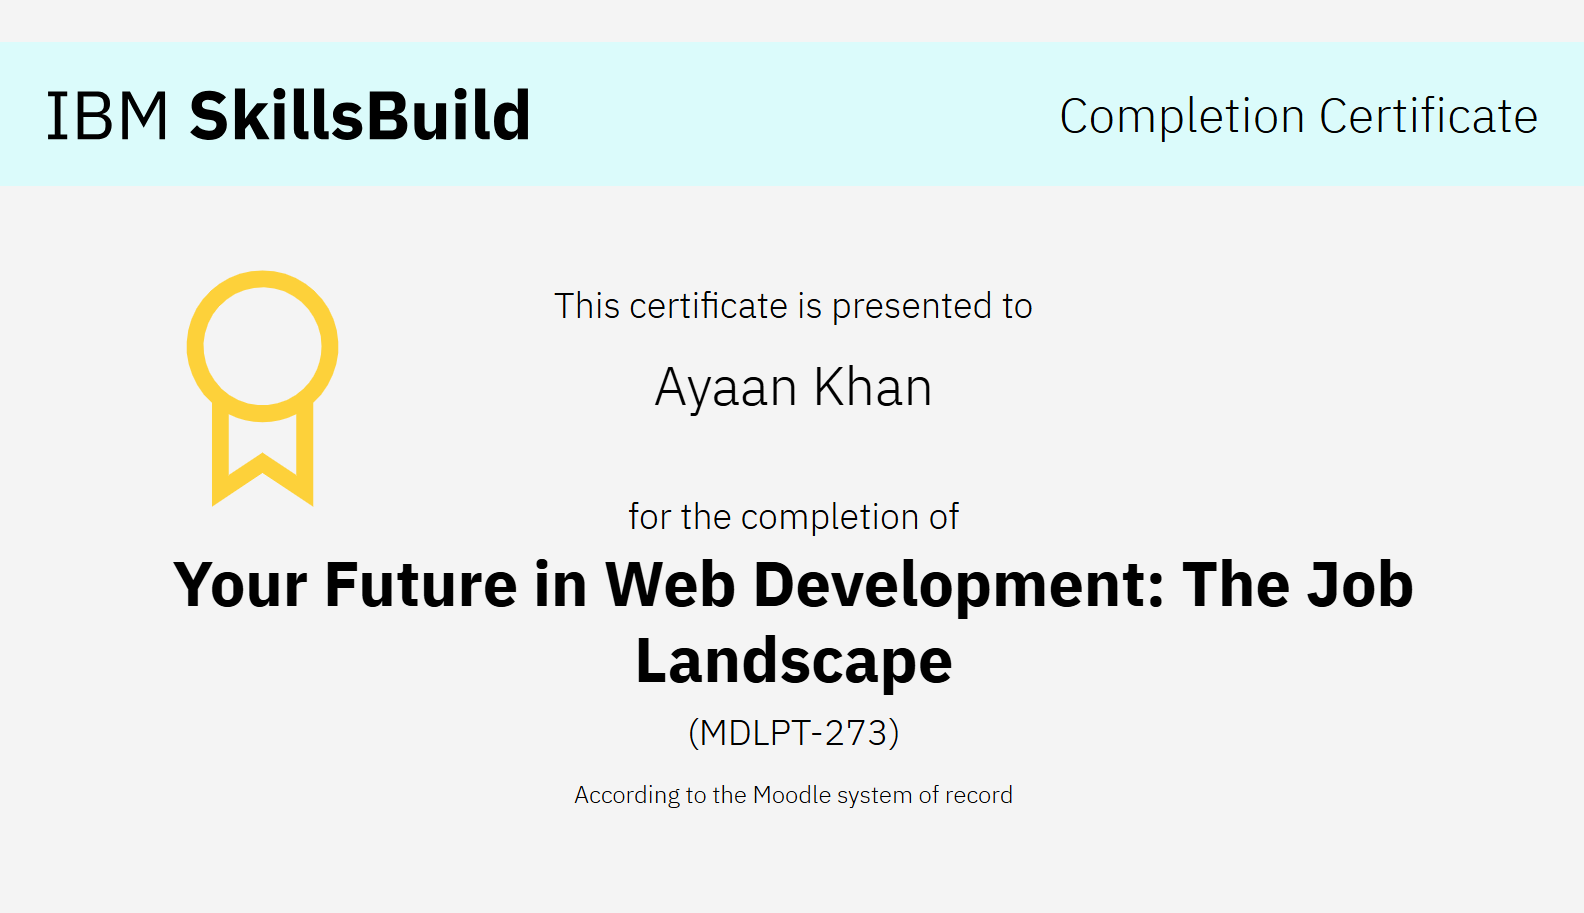 IBM SkillsBuild
Completion Certificate
This certificate is presented to
Ayaan Khan
for the completion of
Your Future in Web Development: The Job
Landscape
(MDLPT-273)
According to the Moodle system of record